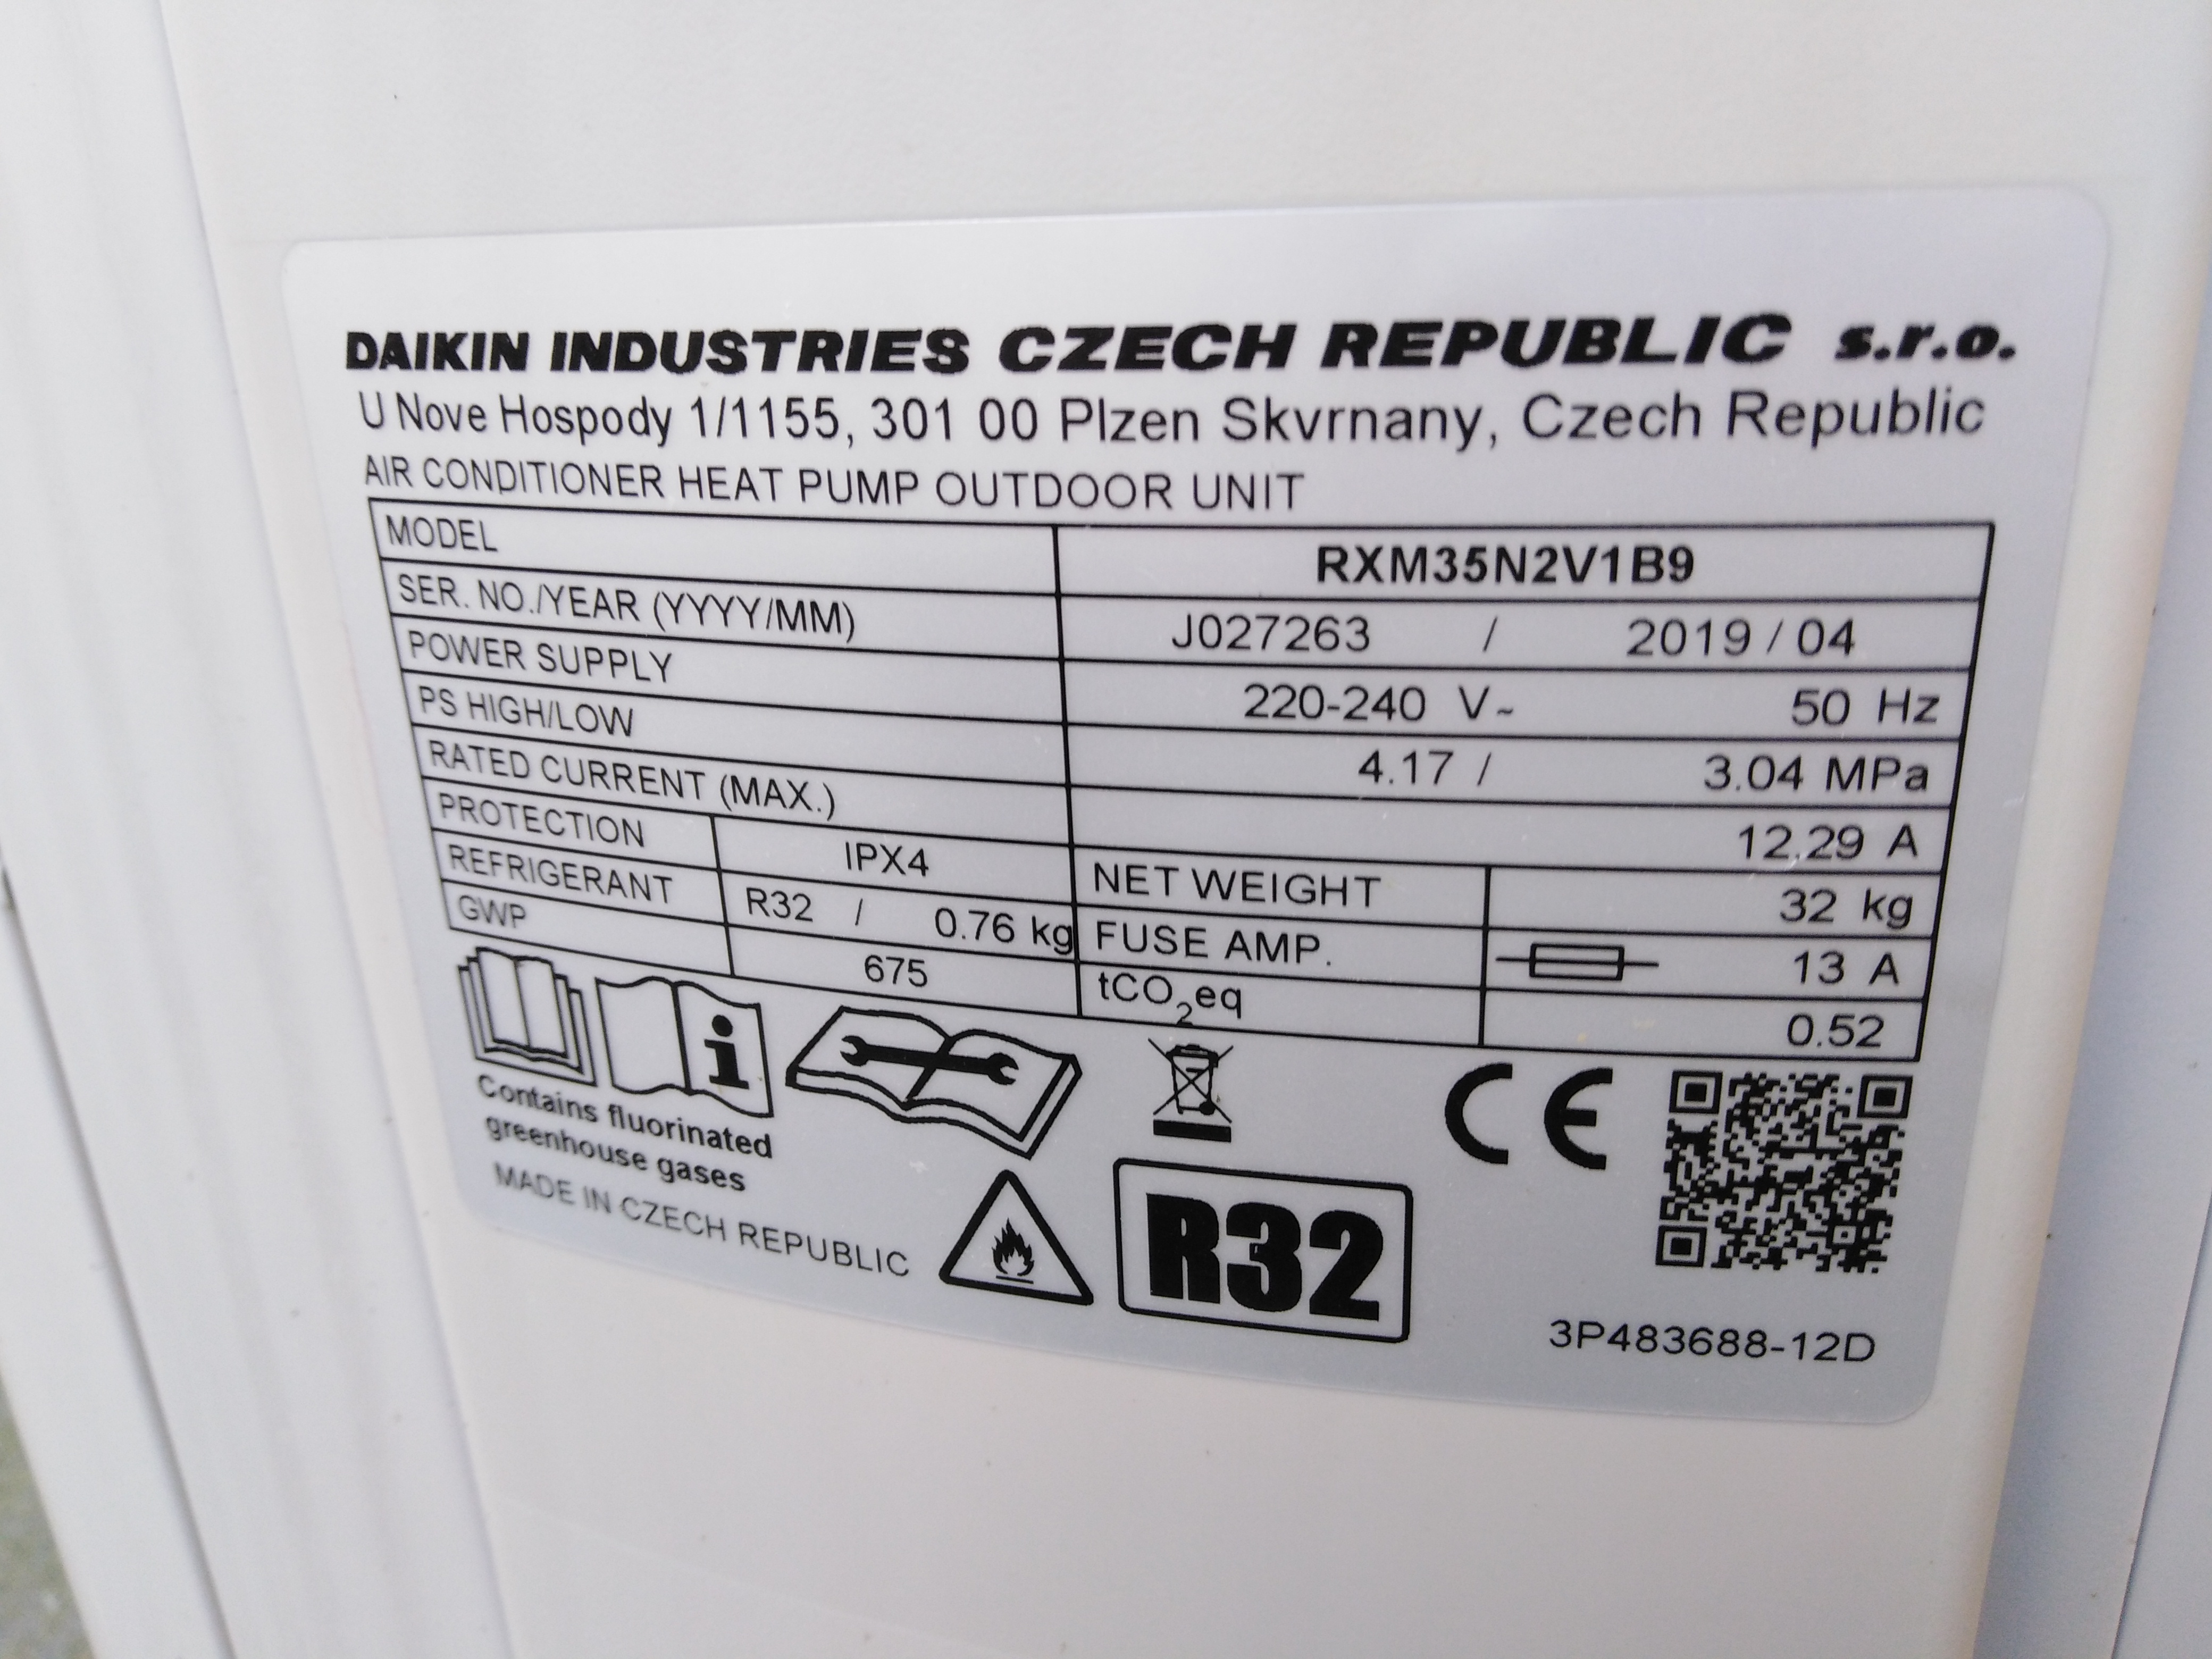 DAIKIN INDUSTRIES CZECH REPUBLIC s.r.o.
U Nove Hospody 1/1155, 301 00 Plzen Skvrnany, Czech Republic
AIR CONDITIONER HEAT PUMP OUTDOOR UNIT
MODEL RXM35N2V1B9
SER. NO./YEAR (YYYY/MM) J027263 / 2019 / 04
POWER SUPPLY 220-240 V~ 50 Hz
PS HIGH/LOW 4.17 / 3.04 MPa
RATED CURRENT (MAX.) 12,29 A
PROTECTION IPX4 NET WEIGHT 32 kg
REFRIGERANT R32 / 0.76 kg FUSE AMP. 13 A
GWP 675 tCO₂eq 0.52
i
CE
Contains fluorinated
greenhouse gases
MADE IN CZECH REPUBLIC
R32
3P483688-12D